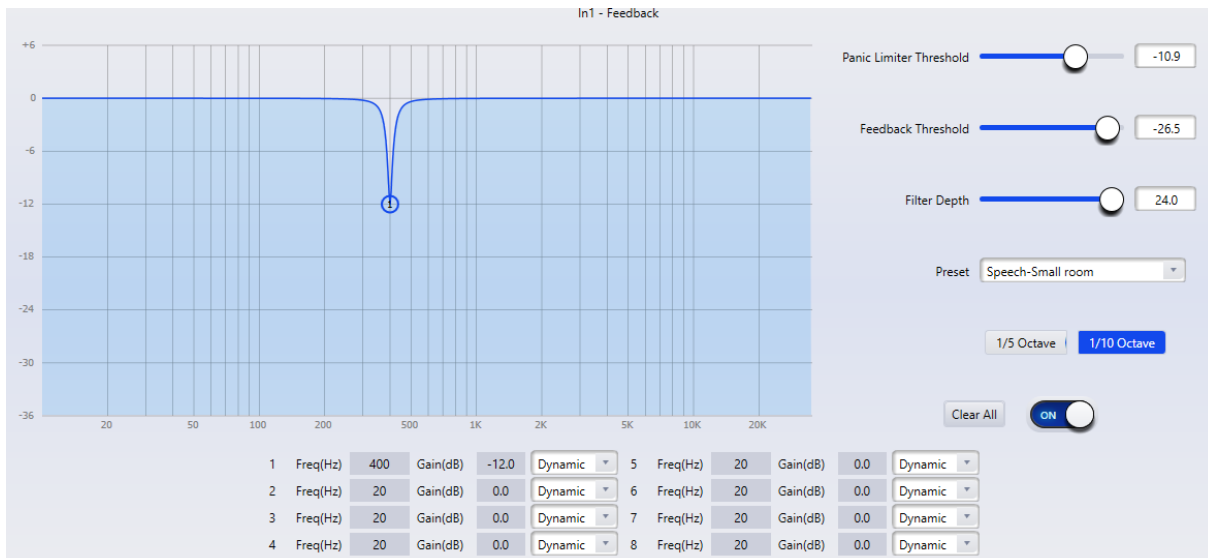 In1 - Feedback
+6
0
-6
-12
-18
-24
-30
-36
1
20 50 100 200 500 1K 2K 5K 10K 20K
Panic Limiter Threshold -10.9
Feedback Threshold -26.5
Filter Depth 24.0
Preset Speech-Small room
1/5 Octave 1/10 Octave
Clear All ON
1 Freq(Hz) 400 Gain(dB) -12.0 Dynamic 5 Freq(Hz) 20 Gain(dB) 0.0 Dynamic
2 Freq(Hz) 20 Gain(dB) 0.0 Dynamic 6 Freq(Hz) 20 Gain(dB) 0.0 Dynamic
3 Freq(Hz) 20 Gain(dB) 0.0 Dynamic 7 Freq(Hz) 20 Gain(dB) 0.0 Dynamic
4 Freq(Hz) 20 Gain(dB) 0.0 Dynamic 8 Freq(Hz) 20 Gain(dB) 0.0 Dynamic